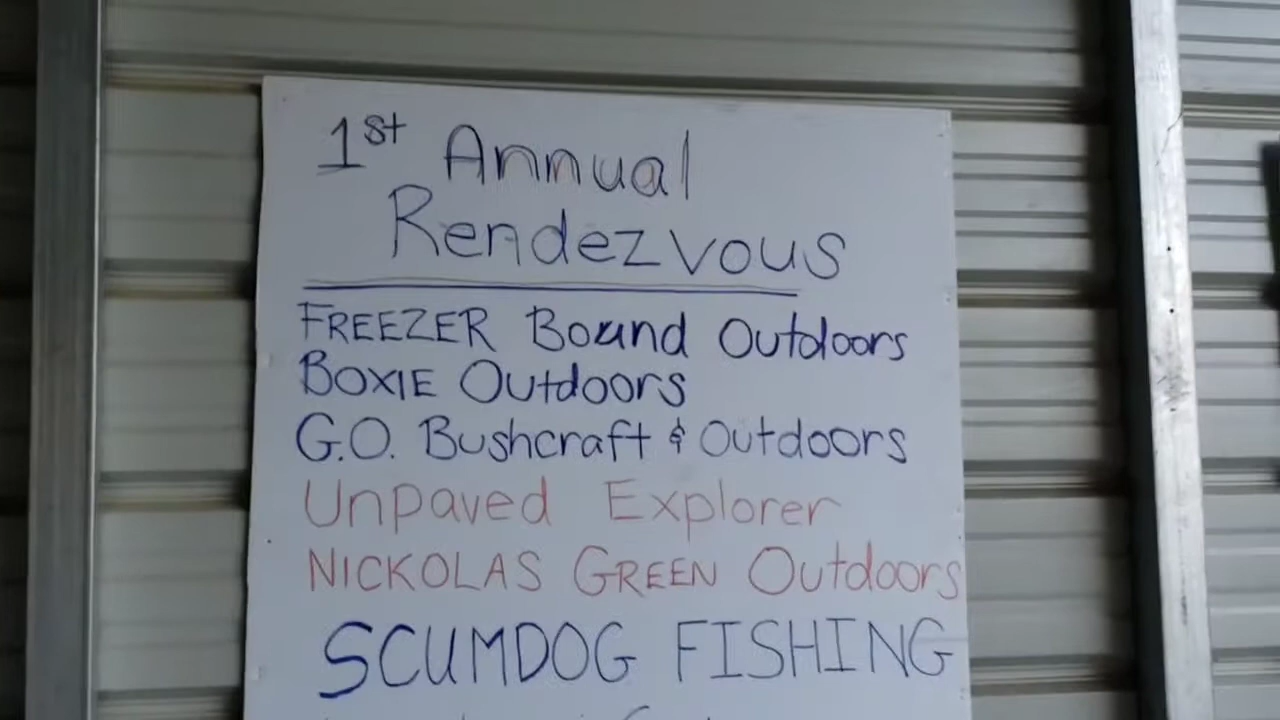 1st Annual
Rendezvous
FREEZER Bound Outdoors
BOXIE Outdoors
G.O. Bushcraft & Outdoors
Unpaved Explorer
NICKOLAS GREEN Outdoors
SCUMDOG FISHING